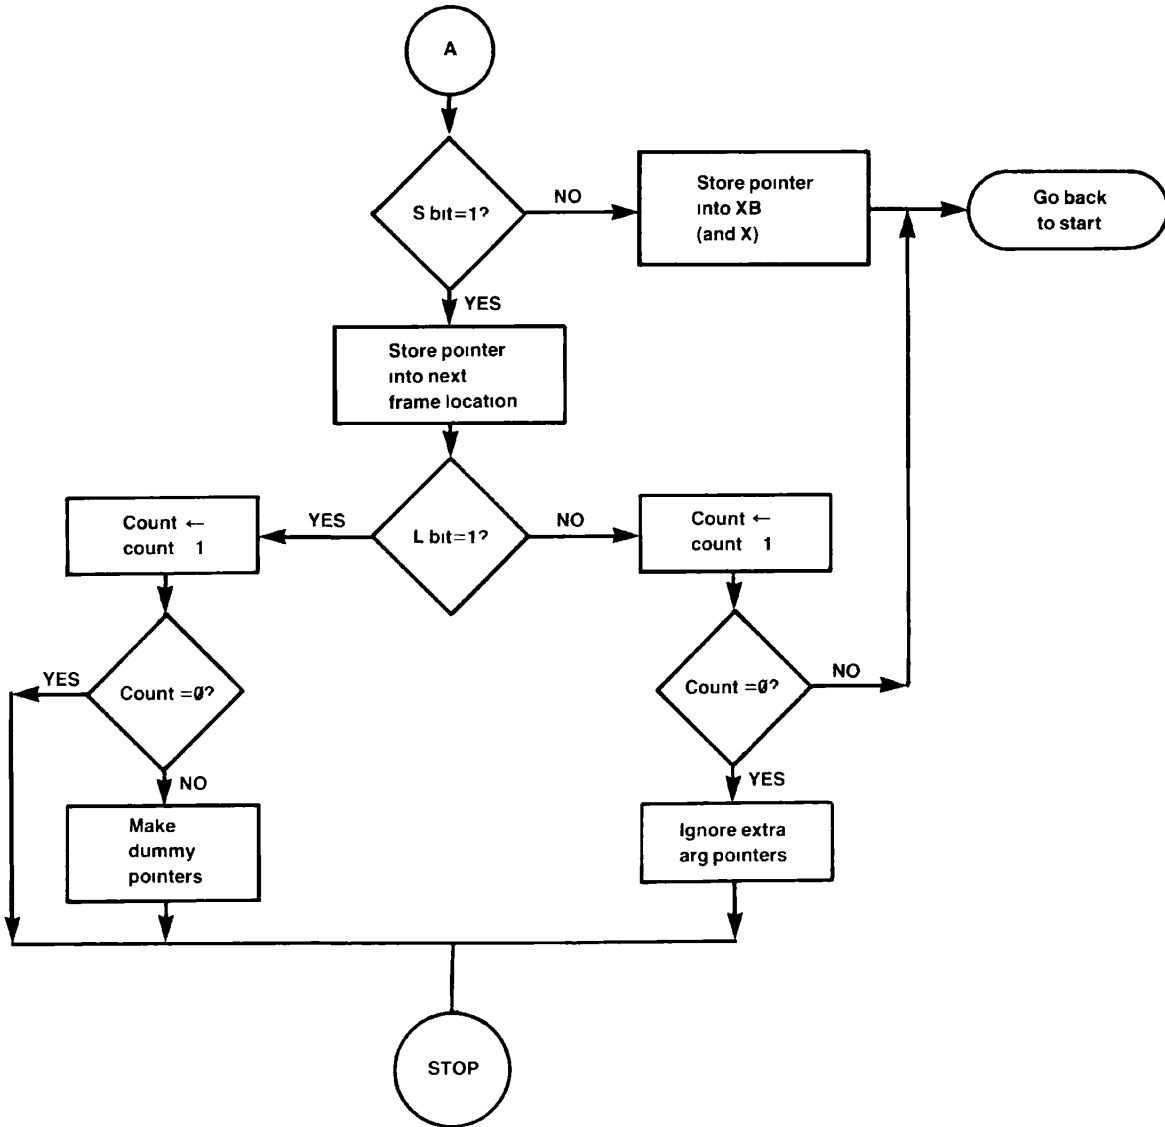 A
S bit=1?
NO
Store pointer
into XB
(and X)
Go back
to start
YES
Store pointer
into next
frame location
Count ←
count 1
YES
L bit=1?
NO
Count ←
count 1
YES
Count =0?
Count =0?
NO
NO
YES
Make
dummy
pointers
Ignore extra
arg pointers
STOP